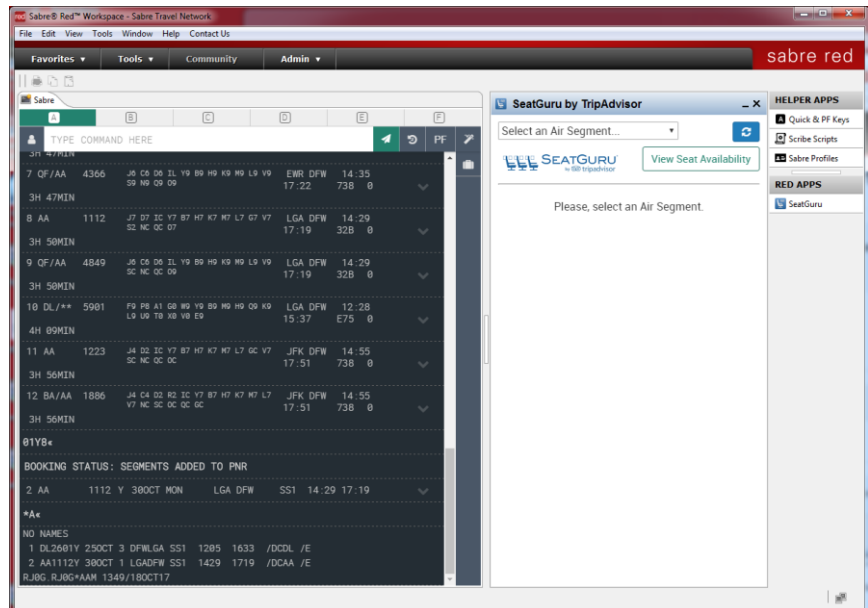 Sabre® Red™ Workspace - Sabre Travel Network
File Edit View Tools Window Help Contact Us
Favorites Tools Community Admin sabre red
Sabre
A B C D E F
TYPE COMMAND HERE PF
3H 47MIN
7 QF/AA 4366 J6 C6 D6 IL Y9 B9 H9 K9 M9 L9 V9 EWR DFW 14:35
S9 N9 Q9 O9 17:22 738 0
3H 47MIN
8 AA 1112 J7 D7 IC Y7 B7 H7 K7 M7 L7 G7 V7 LGA DFW 14:29
S2 NC QC O7 17:19 32B 0
3H 50MIN
9 QF/AA 4849 J6 C6 D6 IL Y9 B9 H9 K9 M9 L9 V9 LGA DFW 14:29
SC NC QC O9 17:19 32B 0
3H 50MIN
10 DL/** 5901 F9 P8 A1 G0 W9 Y9 B9 M9 H9 Q9 K9 LGA DFW 12:28
L9 U9 T0 X0 V0 E9 15:37 E75 0
4H 09MIN
11 AA 1223 J4 D2 IC Y7 B7 H7 K7 M7 L7 GC V7 JFK DFW 14:55
SC NC QC OC 17:51 738 0
3H 56MIN
12 BA/AA 1886 J4 C4 D2 R2 IC Y7 B7 H7 K7 M7 L7 JFK DFW 14:55
V7 NC SC OC QC GC 17:51 738 0
3H 56MIN
01Y8«
BOOKING STATUS: SEGMENTS ADDED TO PNR
2 AA 1112 Y 30OCT MON LGA DFW SS1 14:29 17:19
*A«
NO NAMES
1 DL2601Y 25OCT 3 DFWLGA SS1 1205 1633 /DCDL /E
2 AA1112Y 30OCT 1 LGADFW SS1 1429 1719 /DCAA /E
RJ0G.RJ0G*AAM 1349/18OCT17
SeatGuru by TripAdvisor
Select an Air Segment...
SEATGURU
by tripadvisor
View Seat Availability
Please, select an Air Segment.
HELPER APPS
Quick & PF Keys
Scribe Scripts
Sabre Profiles
RED APPS
SeatGuru